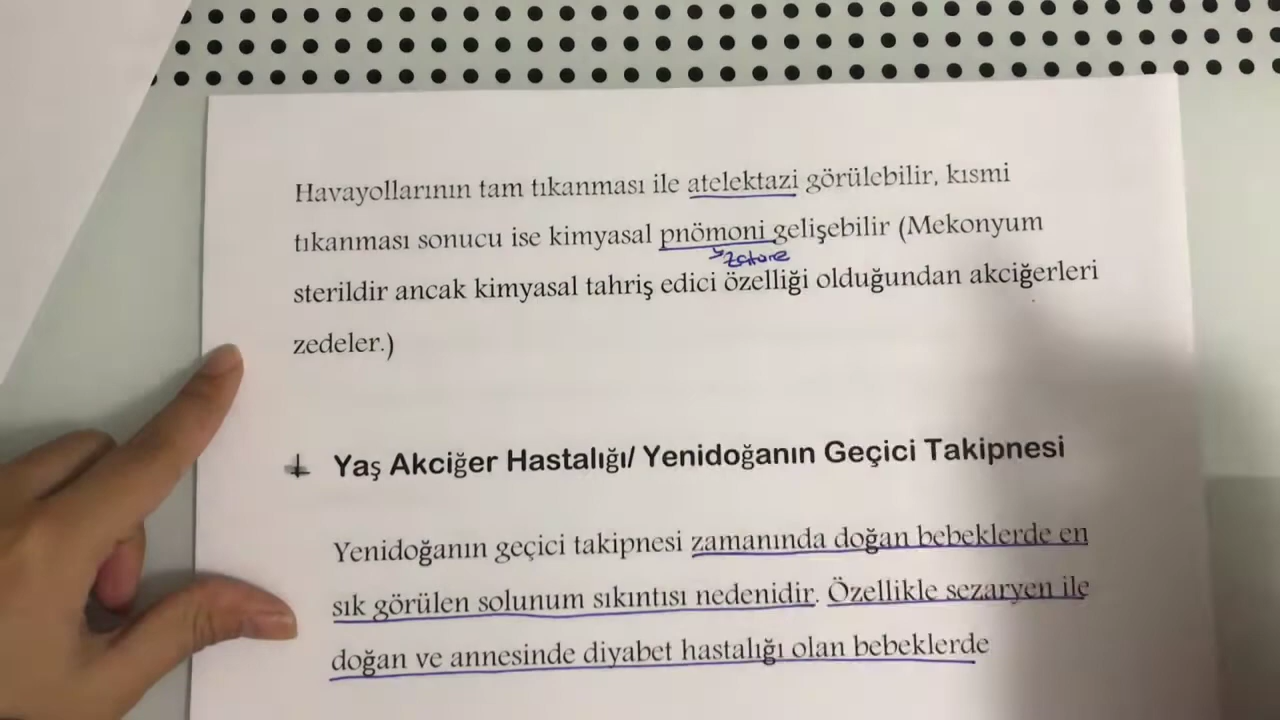 Havayollarının tam tıkanması ile atelektazi görülebilir, kısmi
tıkanması sonucu ise kimyasal pnömoni gelişebilir (Mekonyum
zatüre
sterildir ancak kimyasal tahriş edici özelliği olduğundan akciğerleri
zedeler.)
Yaş Akciğer Hastalığı/ Yenidoğanın Geçici Takipnesi
Yenidoğanın geçici takipnesi zamanında doğan bebeklerde en
sık görülen solunum sıkıntısı nedenidir. Özellikle sezaryen ile
doğan ve annesinde diyabet hastalığı olan bebeklerde